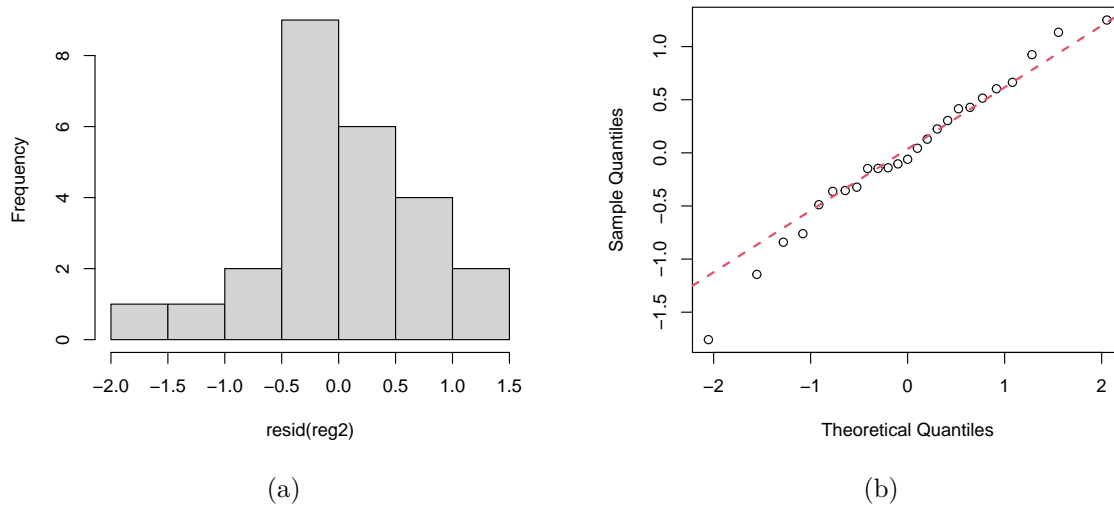 Frequency
0 2 4 6 8
−2.0 −1.5 −1.0 −0.5 0.0 0.5 1.0 1.5
resid(reg2)
(a)
Sample Quantiles
−1.5 −1.0 −0.5 0.0 0.5 1.0
−2 −1 0 1 2
Theoretical Quantiles
(b)